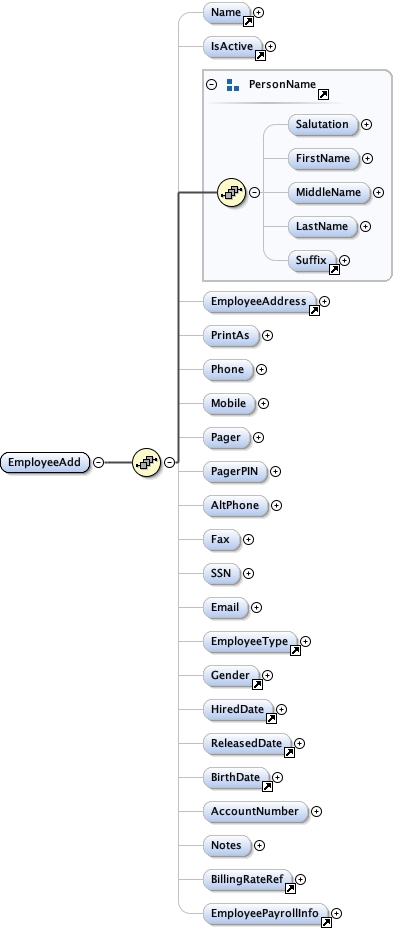 Name
IsActive
PersonName
Salutation
FirstName
MiddleName
LastName
Suffix
EmployeeAddress
PrintAs
Phone
Mobile
Pager
EmployeeAdd
PagerPIN
AltPhone
Fax
SSN
Email
EmployeeType
Gender
HiredDate
ReleasedDate
BirthDate
AccountNumber
Notes
BillingRateRef
EmployeePayrollInfo